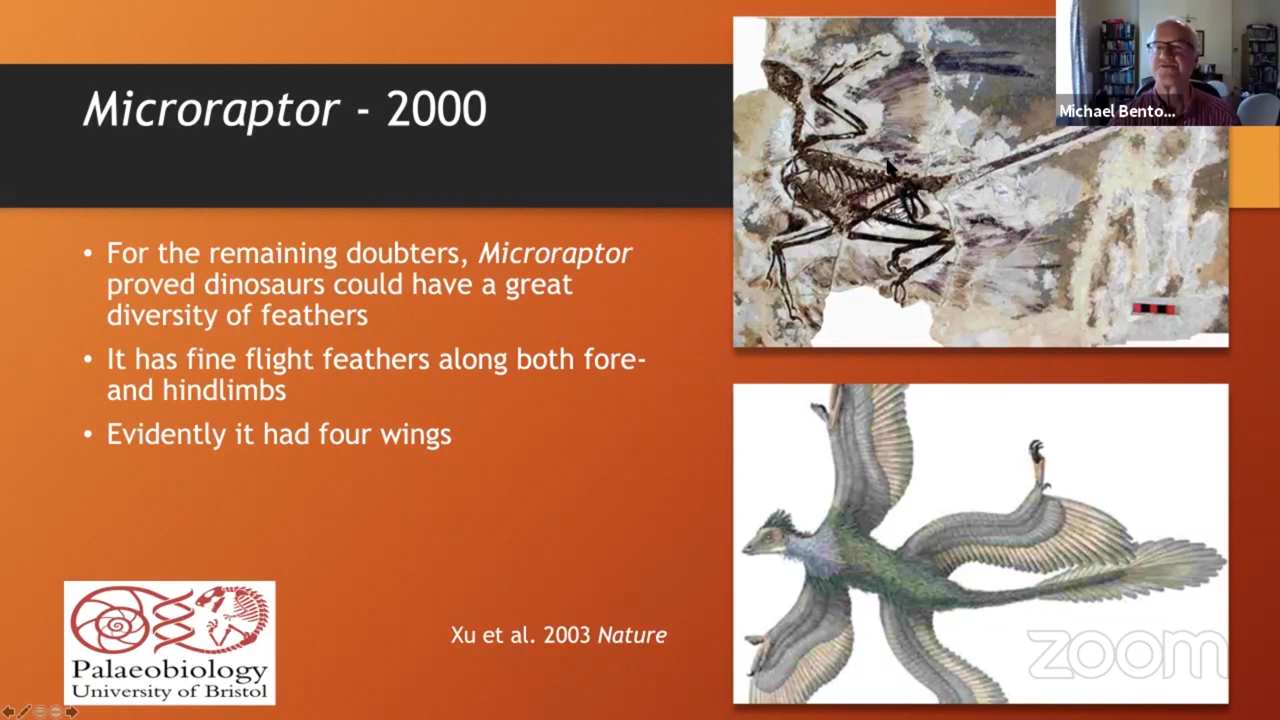 Microraptor - 2000
Michael Bento...
• For the remaining doubters, Microraptor
proved dinosaurs could have a great
diversity of feathers
• It has fine flight feathers along both fore-
and hindlimbs
• Evidently it had four wings
Xu et al. 2003 Nature
Palaeobiology
University of Bristol
zoom